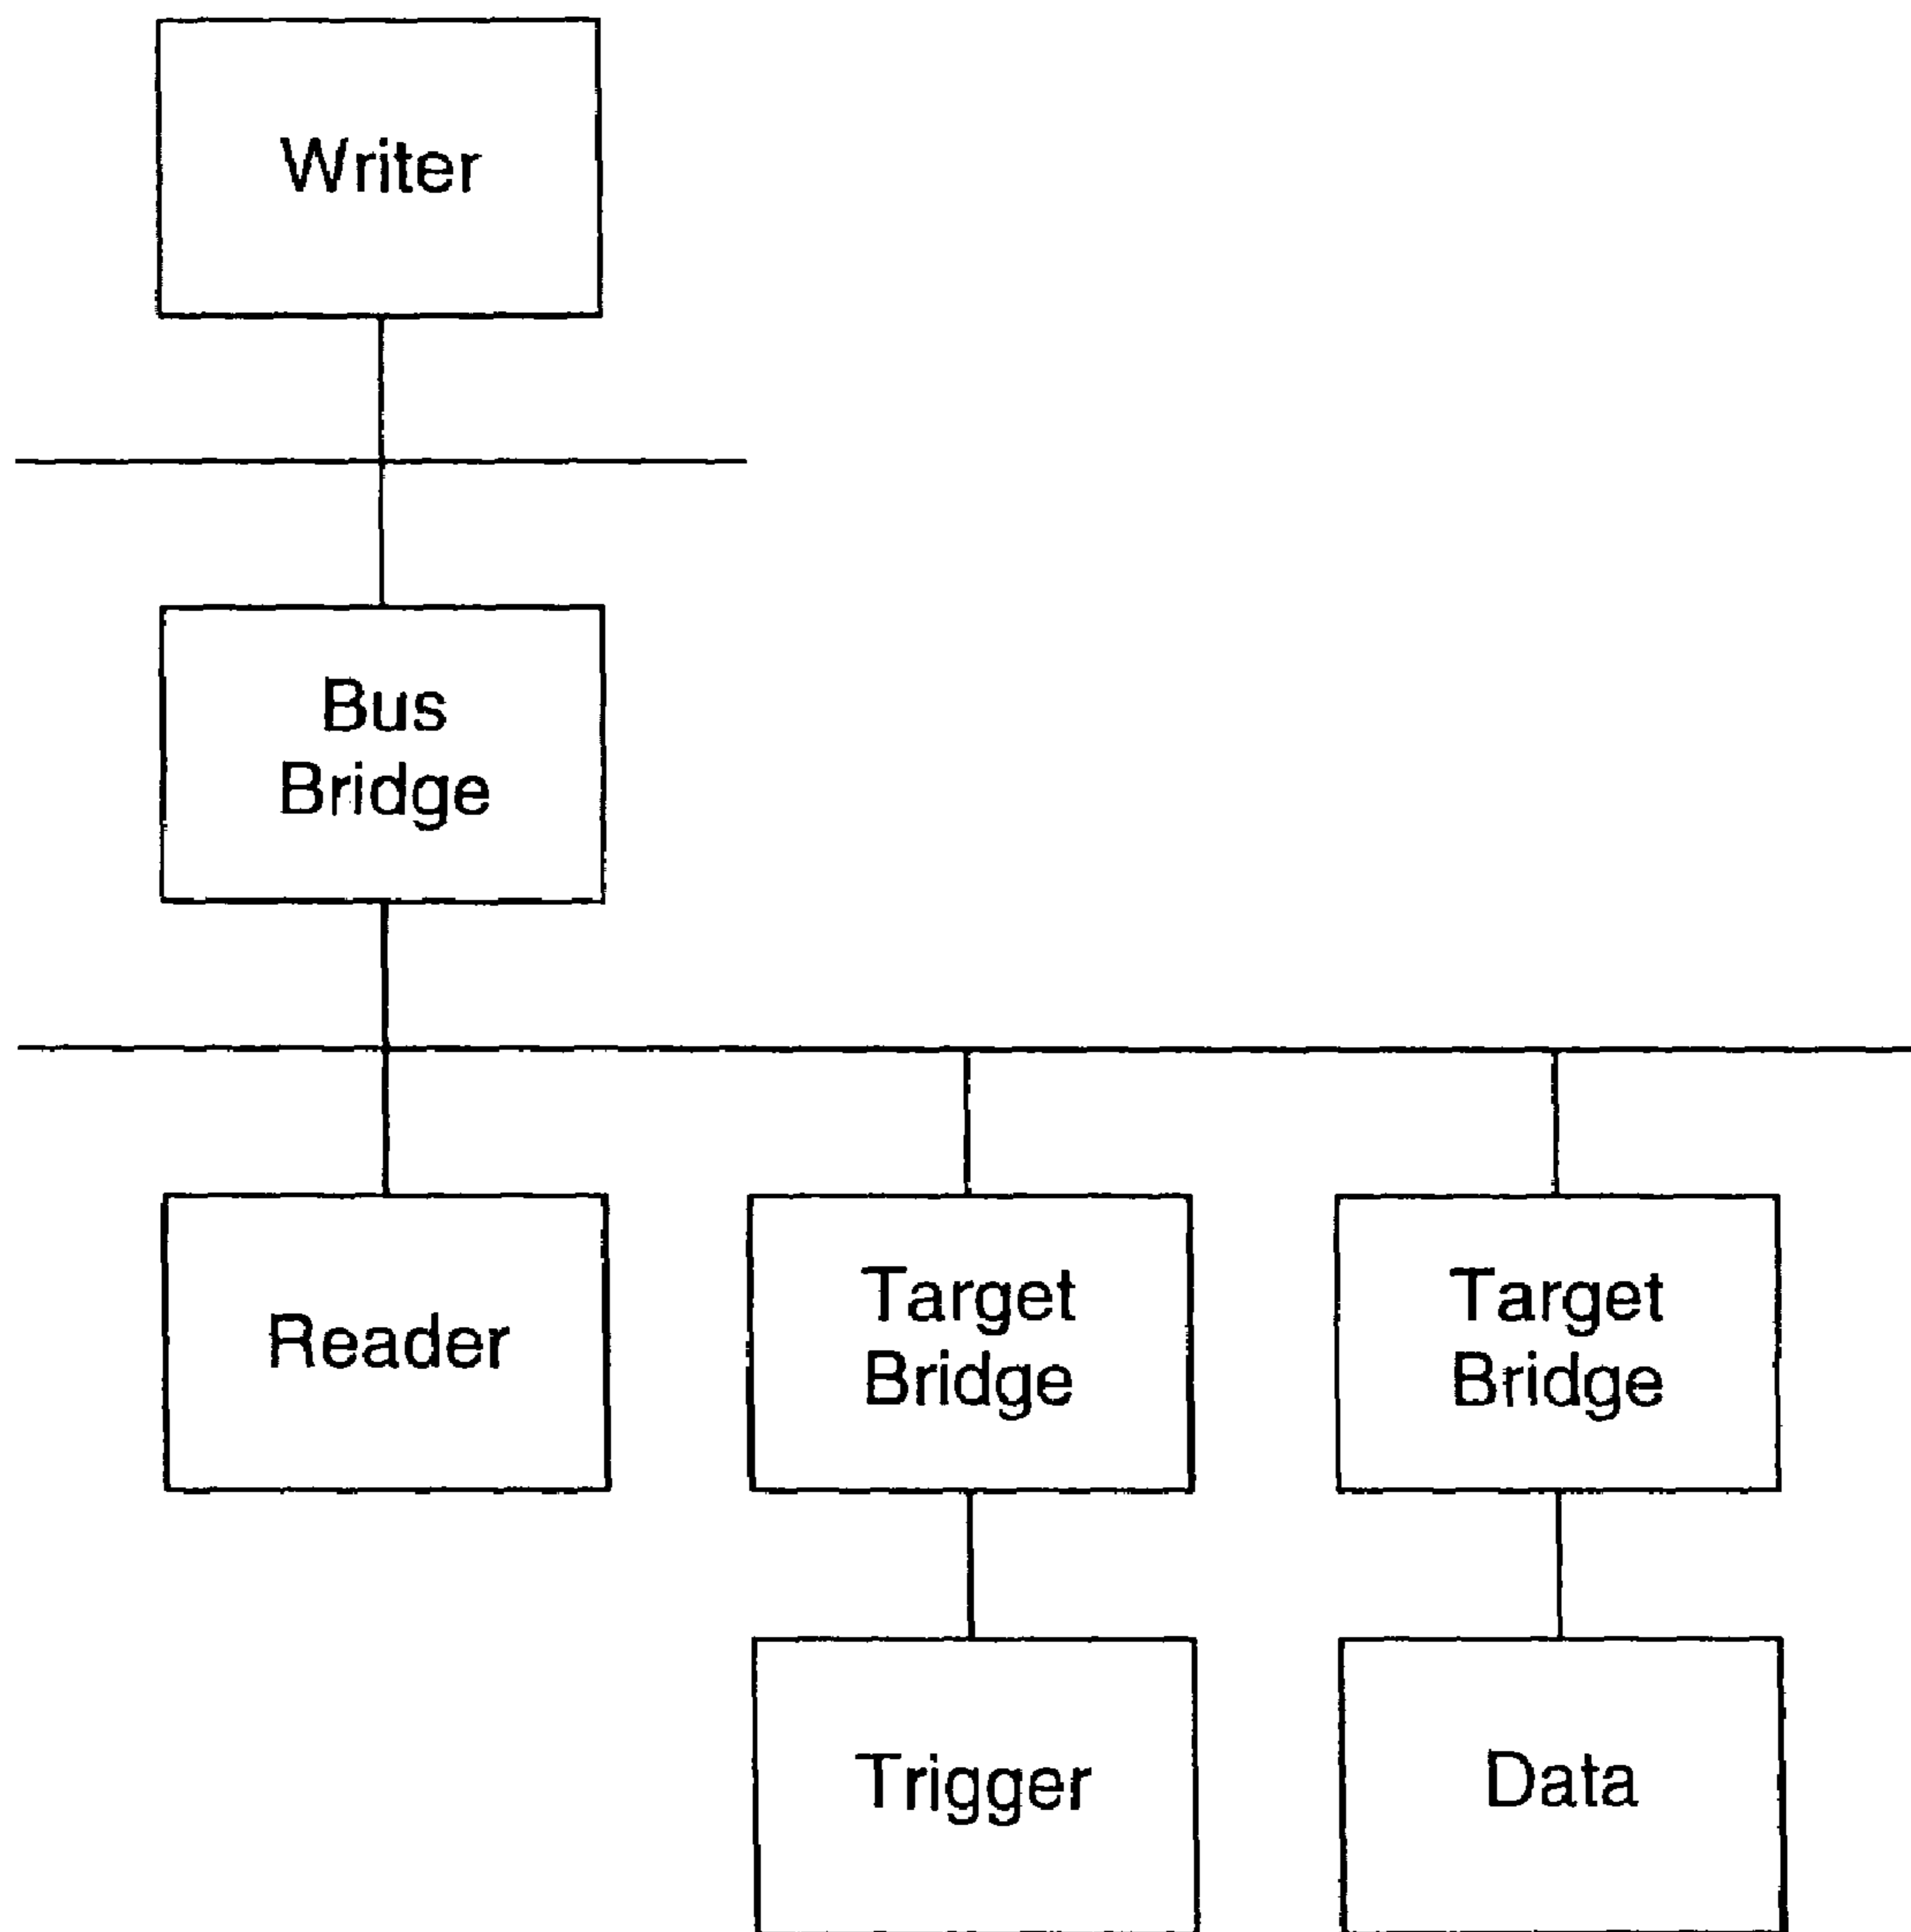 Writer
Bus
Bridge
Reader
Target
Bridge
Target
Bridge
Trigger
Data